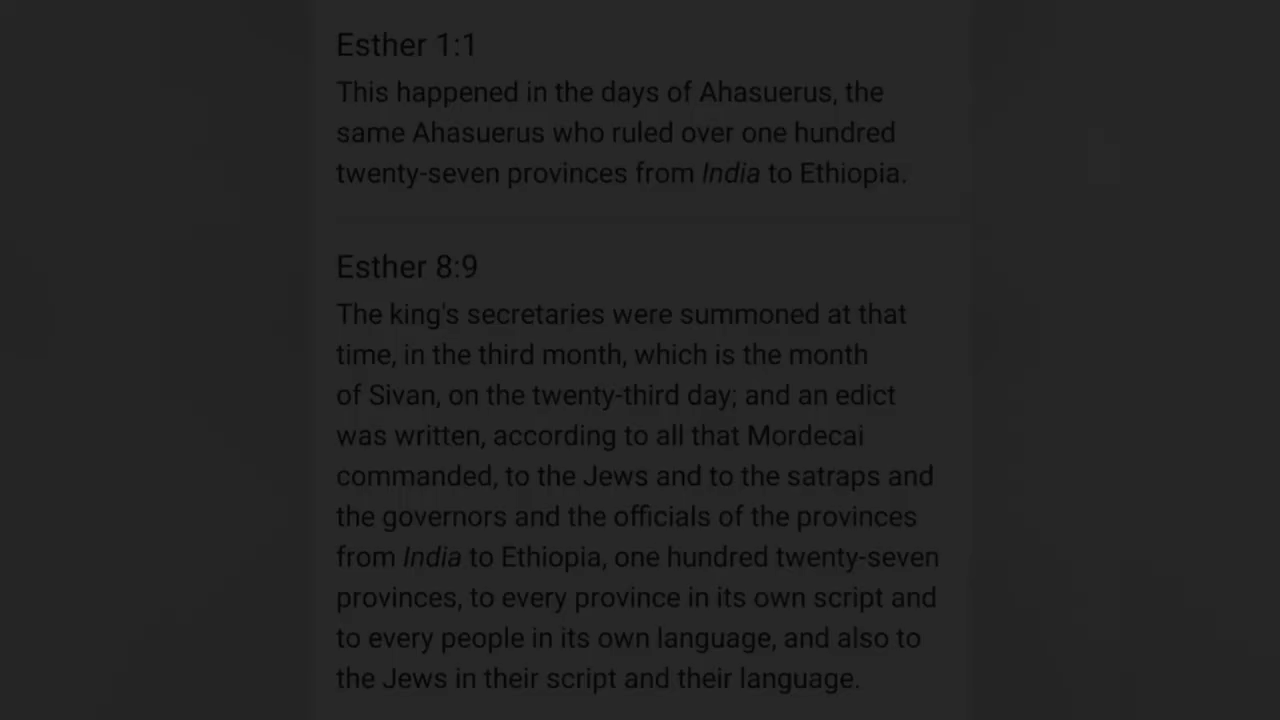 Esther 1:1
This happened in the days of Ahasuerus, the
same Ahasuerus who ruled over one hundred
twenty-seven provinces from India to Ethiopia.
Esther 8:9
The king's secretaries were summoned at that
time, in the third month, which is the month
of Sivan, on the twenty-third day; and an edict
was written, according to all that Mordecai
commanded, to the Jews and to the satraps and
the governors and the officials of the provinces
from India to Ethiopia, one hundred twenty-seven
provinces, to every province in its own script and
to every people in its own language, and also to
the Jews in their script and their language.